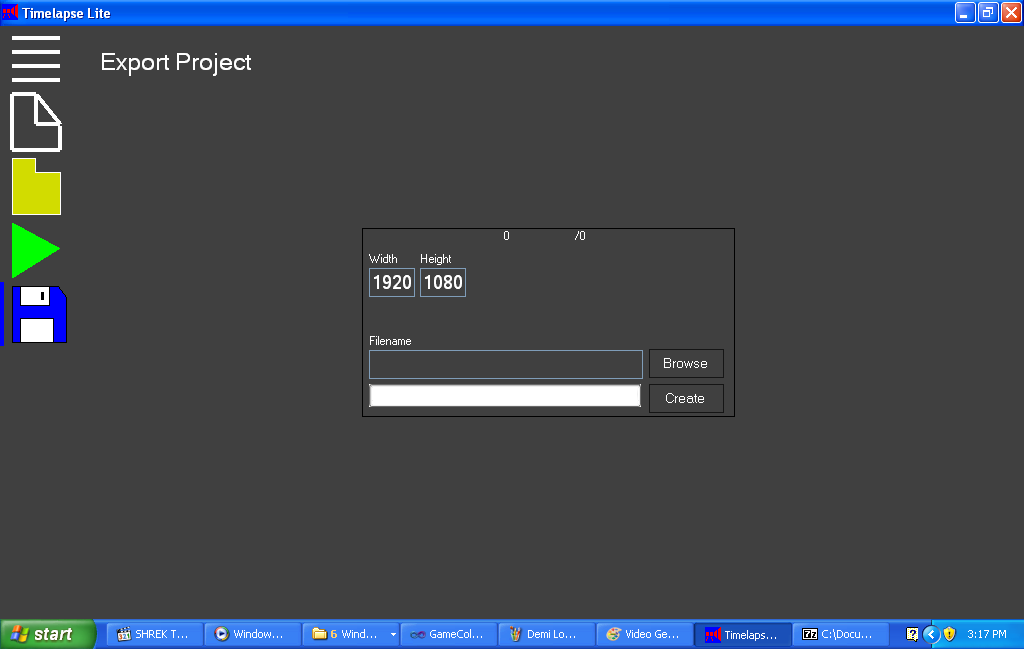 Timelapse Lite
Export Project
0 /0
Width Height
1920 1080
Filename
Browse
Create
start SHREK T... Window... 6 Wind... GameCol... Demi Lo... Video Ge... Timelaps... 7z C:\Docu... 3:17 PM